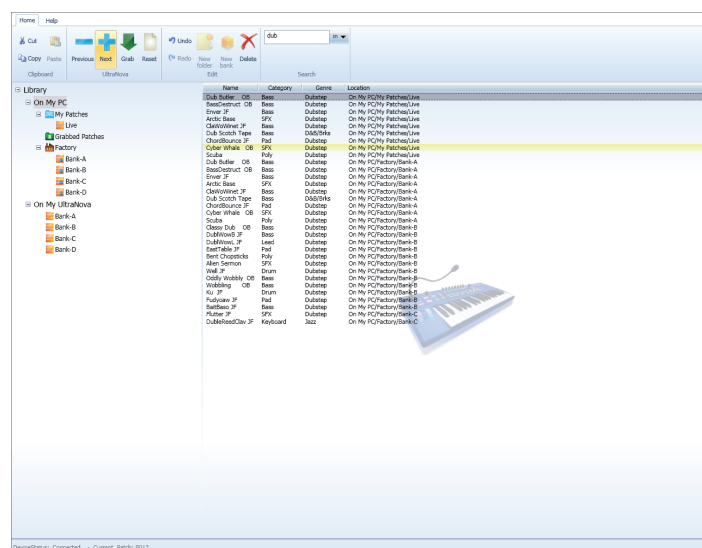 Home Help
Cut Undo dub in
Copy Paste Previous Next Grab Reset Redo New folder New bank Delete
Clipboard UltraNova Edit Search
Library
On My PC
My Patches
Live
Grabbed Patches
Factory
Bank-A
Bank-B
Bank-C
Bank-D
On My UltraNova
Bank-A
Bank-B
Bank-C
Bank-D
Name Category Genre Location
Dub Butler OB Bass Dubstep On My PC/My Patches/Live
BassDestruct OB Bass Dubstep On My PC/My Patches/Live
Enver JF Bass Dubstep On My PC/My Patches/Live
Arctic Base SFX Dubstep On My PC/My Patches/Live
ClaWoWinet JF Bass Dubstep On My PC/My Patches/Live
Dub Scotch Tape Bass D&B/Brks On My PC/My Patches/Live
ChordBounce JF Pad Dubstep On My PC/My Patches/Live
Cyber Whale OB SFX Dubstep On My PC/My Patches/Live
Scuba Poly Dubstep On My PC/My Patches/Live
Dub Butler OB Bass Dubstep On My PC/Factory/Bank-A
BassDestruct OB Bass Dubstep On My PC/Factory/Bank-A
Enver JF Bass Dubstep On My PC/Factory/Bank-A
Arctic Base SFX Dubstep On My PC/Factory/Bank-A
ClaWoWinet JF Bass Dubstep On My PC/Factory/Bank-A
Dub Scotch Tape Bass D&B/Brks On My PC/Factory/Bank-A
ChordBounce JF Pad Dubstep On My PC/Factory/Bank-A
Cyber Whale OB SFX Dubstep On My PC/Factory/Bank-A
Scuba Poly Dubstep On My PC/Factory/Bank-A
Classy Dub OB Bass Dubstep On My PC/Factory/Bank-B
DublWowB JF Bass Dubstep On My PC/Factory/Bank-B
DublWowL JF Lead Dubstep On My PC/Factory/Bank-B
EastTable JF Pad Dubstep On My PC/Factory/Bank-B
Bent Chopsticks Poly Dubstep On My PC/Factory/Bank-B
Alien Sermon SFX Dubstep On My PC/Factory/Bank-B
Well JF Drum Dubstep On My PC/Factory/Bank-B
Oddly Wobbly OB Bass Dubstep On My PC/Factory/Bank-B
Wobbling OB Bass Dubstep On My PC/Factory/Bank-B
Ku JF Drum Dubstep On My PC/Factory/Bank-B
Fudyoaw JF Pad Dubstep On My PC/Factory/Bank-B
BaitBaso JF Bass Dubstep On My PC/Factory/Bank-B
Flutter JF SFX Dubstep On My PC/Factory/Bank-C
DubleReedClav JF Keyboard Jazz On My PC/Factory/Bank-C
DeviceStatus: Connected - Current Patch: B012